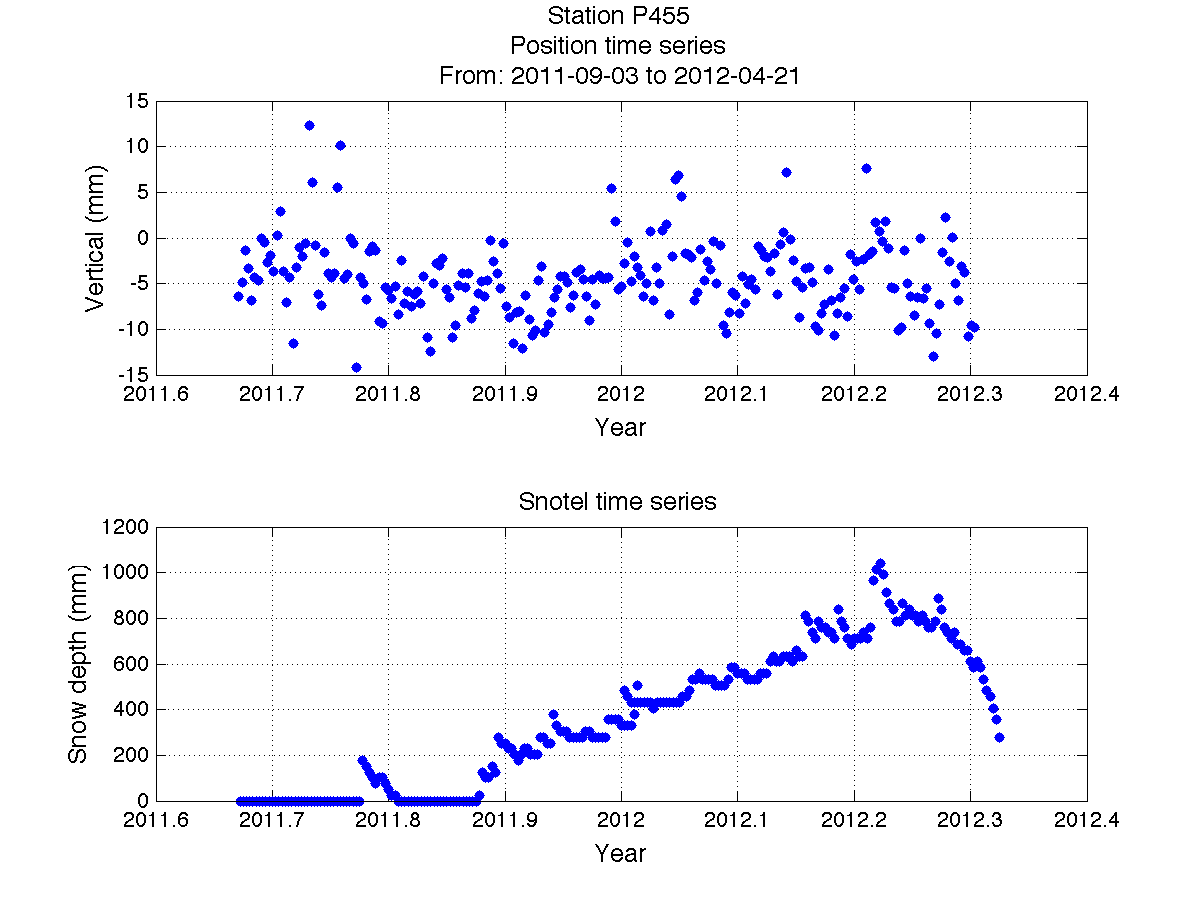 Station P455
Position time series
From: 2011-09-03 to 2012-04-21
15
10
5
0
-5
-10
-15
Vertical (mm)
2011.6 2011.7 2011.8 2011.9 2012 2012.1 2012.2 2012.3 2012.4
Year
Snotel time series
1200
1000
800
600
400
200
0
Snow depth (mm)
2011.6 2011.7 2011.8 2011.9 2012 2012.1 2012.2 2012.3 2012.4
Year